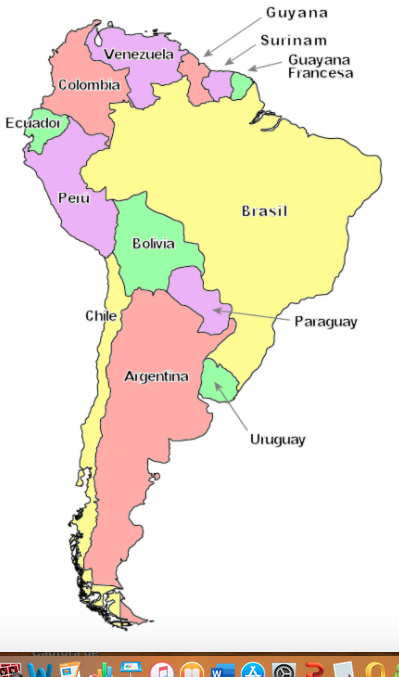 Guyana
Surinam
Guayana
Francesa
Venezuela
Colombia
Ecuador
Peru
Brasil
Bolivia
Chile
Paraguay
Argentina
Uruguay